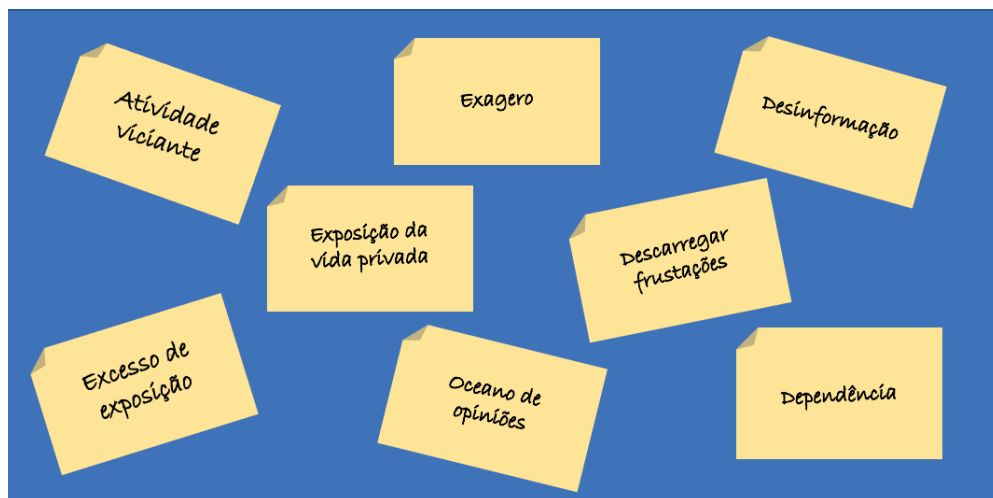 Atividade
viciante
Exagero
Desinformação
Exposição da
vida privada
Descarregar
frustações
Excesso de
exposição
Oceano de
opiniões
Dependência